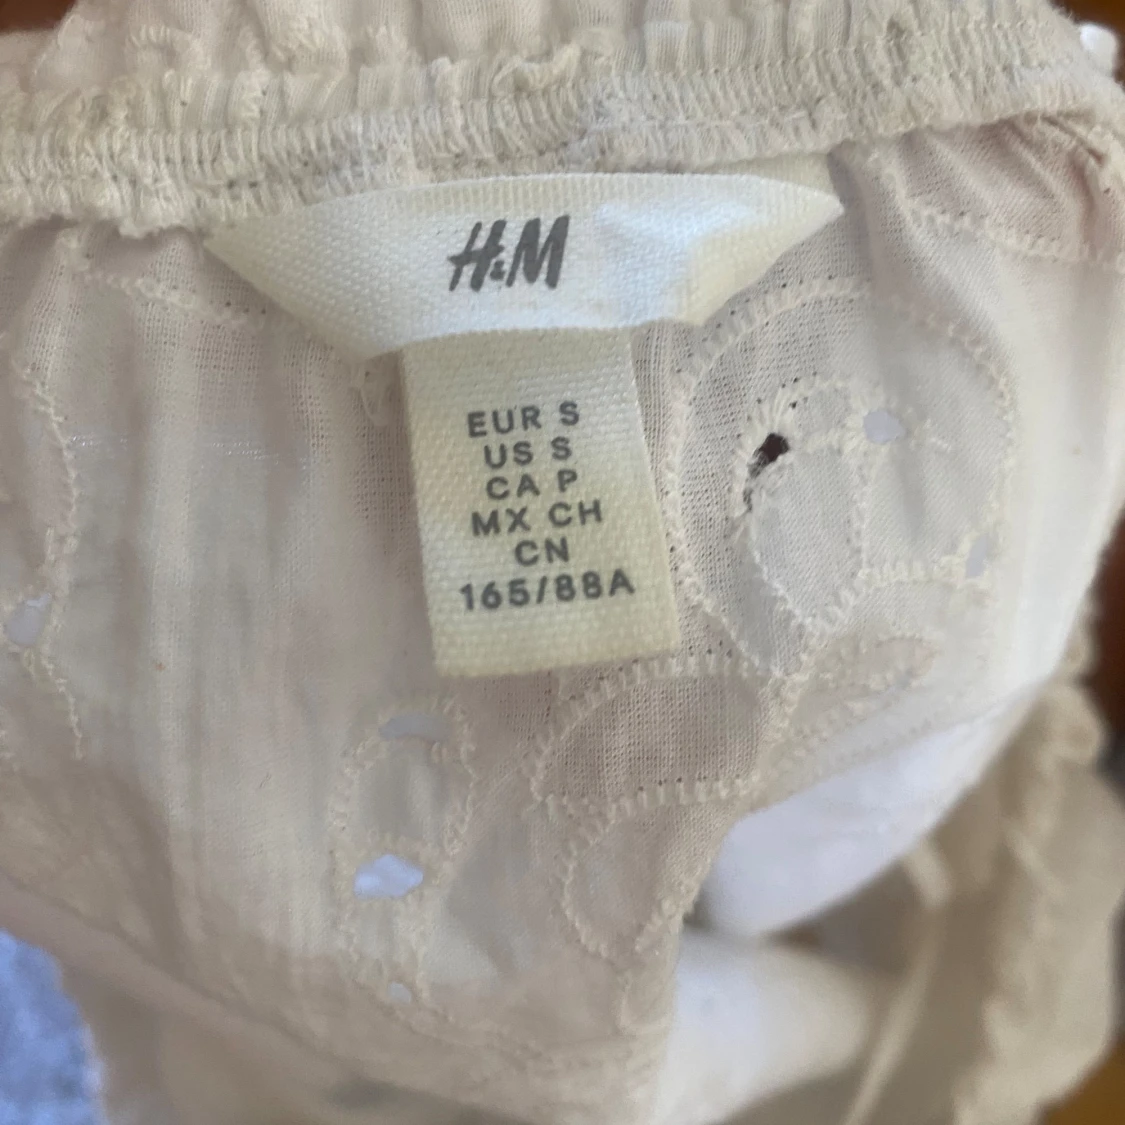 H&M
EUR S
US S
CA P
MX CH
CN
165/88A